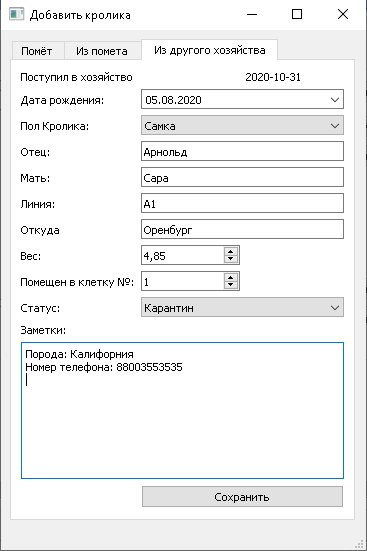 Добавить кролика
Помёт Из помета Из другого хозяйства
Поступил в хозяйство 2020-10-31
Дата рождения: 05.08.2020
Пол Кролика: Самка
Отец: Арнольд
Мать: Сара
Линия: А1
Откуда Оренбург
Вес: 4,85
Помещен в клетку №: 1
Статус: Карантин
Заметки:
Порода: Калифорния
Номер телефона: 88003553535
Сохранить